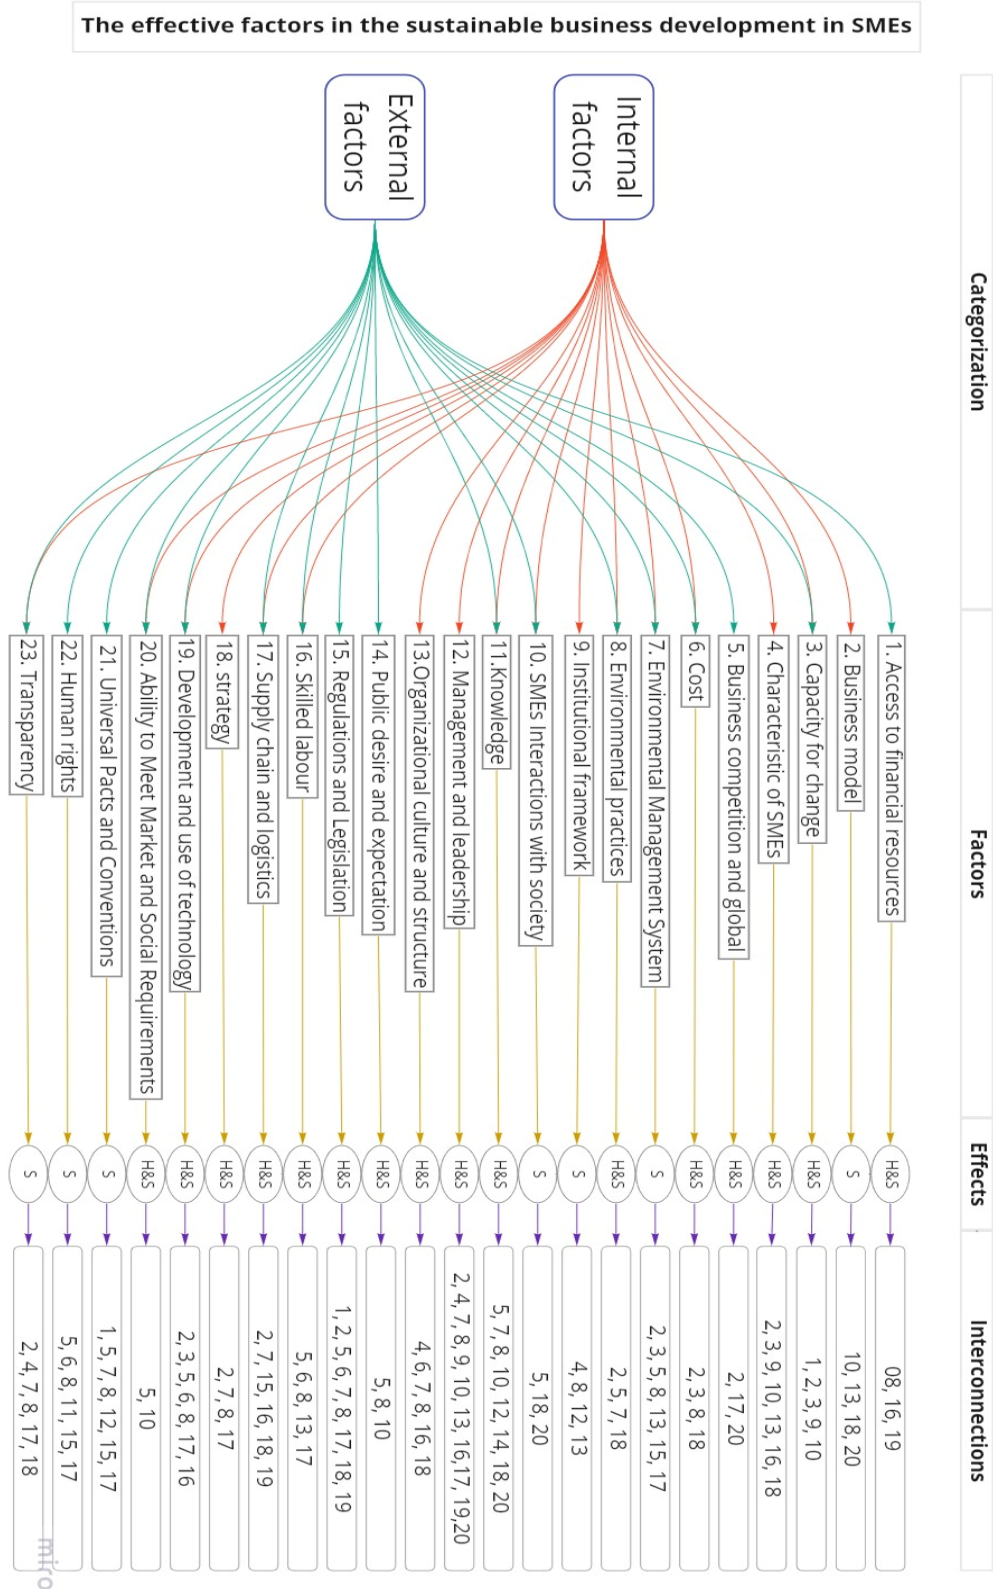 The effective factors in the sustainable business development in SMEs
Categorization
Factors
Effects
Interconnections
Internal
factors
External
factors
1. Access to financial resources
H&S
08, 16, 19
2. Business model
S
10, 13, 18, 20
3. Capacity for change
H&S
1, 2, 3, 9, 10
4. Characteristic of SMEs
H&S
2, 3, 9, 10, 13, 16, 18
5. Business competition and global
H&S
2, 17, 20
6. Cost
H&S
2, 3, 8, 18
7. Environmental Management System
S
2, 3, 5, 8, 13, 15, 17
8. Environmental practices
H&S
2, 5, 7, 18
9. Institutional framework
S
4, 8, 12, 13
10. SMEs Interactions with society
S
5, 18, 20
11.Knowledge
H&S
5, 7, 8, 10, 12, 14, 18, 20
12. Management and leadership
H&S
2, 4, 7, 8, 9, 10, 13, 16,17, 19,20
13.Organizational culture and structure
H&S
4, 6, 7, 8, 16, 18
14. Public desire and expectation
H&S
5, 8, 10
15. Regulations and Legislation
H&S
1, 2, 5, 6, 7, 8, 17, 18, 19
16. Skilled labour
H&S
5, 6, 8, 13, 17
17. Supply chain and logistics
H&S
2, 7, 15, 16, 18, 19
18. strategy
H&S
2, 7, 8, 17
19. Development and use of technology
H&S
2, 3, 5, 6, 8, 17, 16
20. Ability to Meet Market and Social Requirements
H&S
5, 10
21. Universal Pacts and Conventions
S
1, 5, 7, 8, 12, 15, 17
22. Human rights
S
5, 6, 8, 11, 15, 17
23. Transparency
S
2, 4, 7, 8, 17, 18
miro